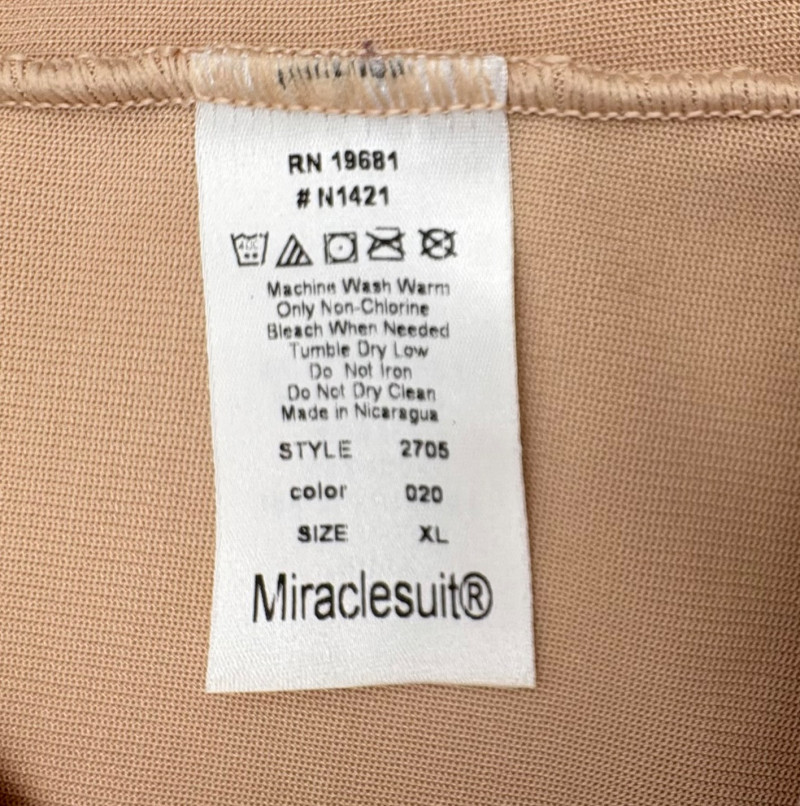 RN 19681
# N1421
40C
Machine Wash Warm
Only Non-Chlorine
Bleach When Needed
Tumble Dry Low
Do Not Iron
Do Not Dry Clean
Made in Nicaragua
STYLE 2705
color 020
SIZE XL
Miraclesuit®